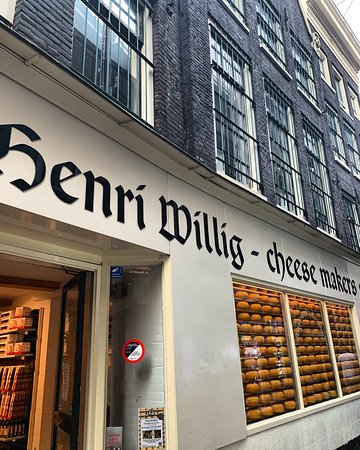 Henri Willig - cheese makers